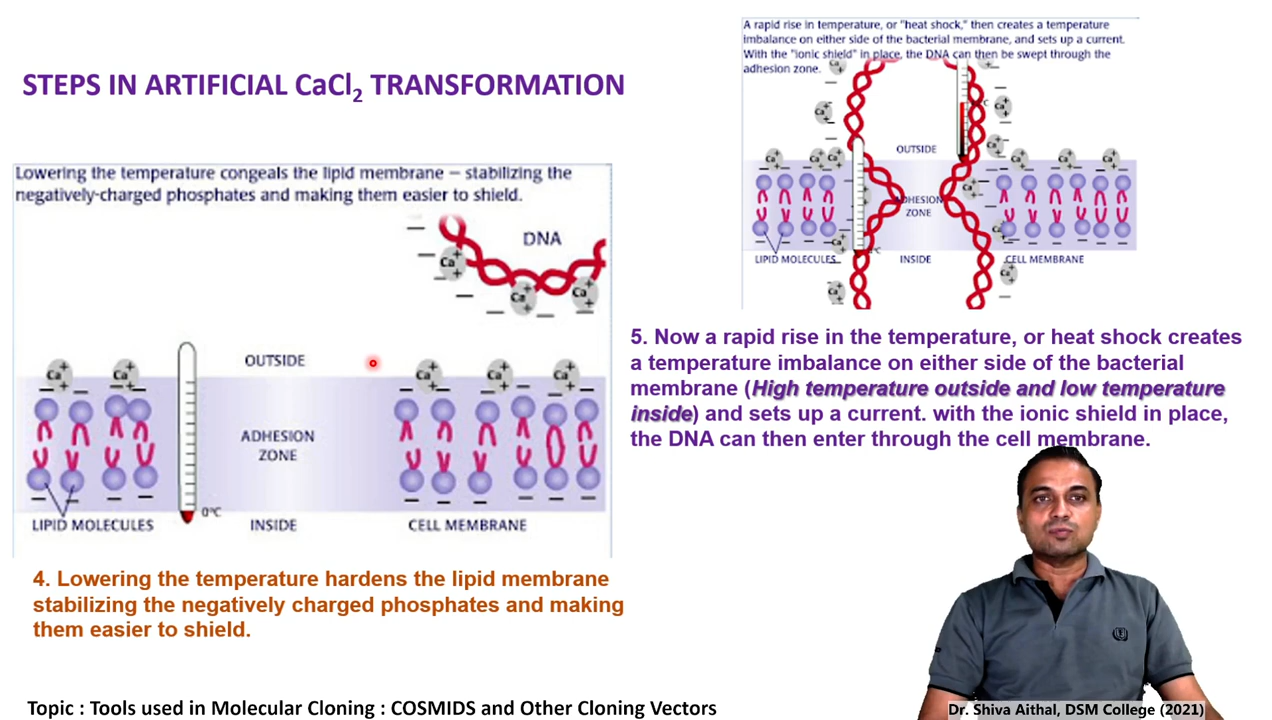 STEPS IN ARTIFICIAL CaCl2 TRANSFORMATION
Lowering the temperature congeals the lipid membrane – stabilizing the
negatively-charged phosphates and making them easier to shield.
DNA
Ca+
+
Ca+
+
Ca+
+
Ca+
+
Ca+
+
OUTSIDE
Ca+
+
Ca+
+
Ca+
+
ADHESION
ZONE
0°C
LIPID MOLECULES
INSIDE
CELL MEMBRANE
4. Lowering the temperature hardens the lipid membrane
stabilizing the negatively charged phosphates and making
them easier to shield.
A rapid rise in temperature, or "heat shock," then creates a temperature
imbalance on either side of the bacterial membrane, and sets up a current.
With the "ionic shield" in place, the DNA can then be swept through the
adhesion zone.
OUTSIDE
ADHESION
ZONE
LIPID MOLECULES
INSIDE
CELL MEMBRANE
5. Now a rapid rise in the temperature, or heat shock creates
a temperature imbalance on either side of the bacterial
membrane (High temperature outside and low temperature
inside) and sets up a current. with the ionic shield in place,
the DNA can then enter through the cell membrane.
Topic : Tools used in Molecular Cloning : COSMIDS and Other Cloning Vectors
Dr. Shiva Aithal, DSM College (2021)